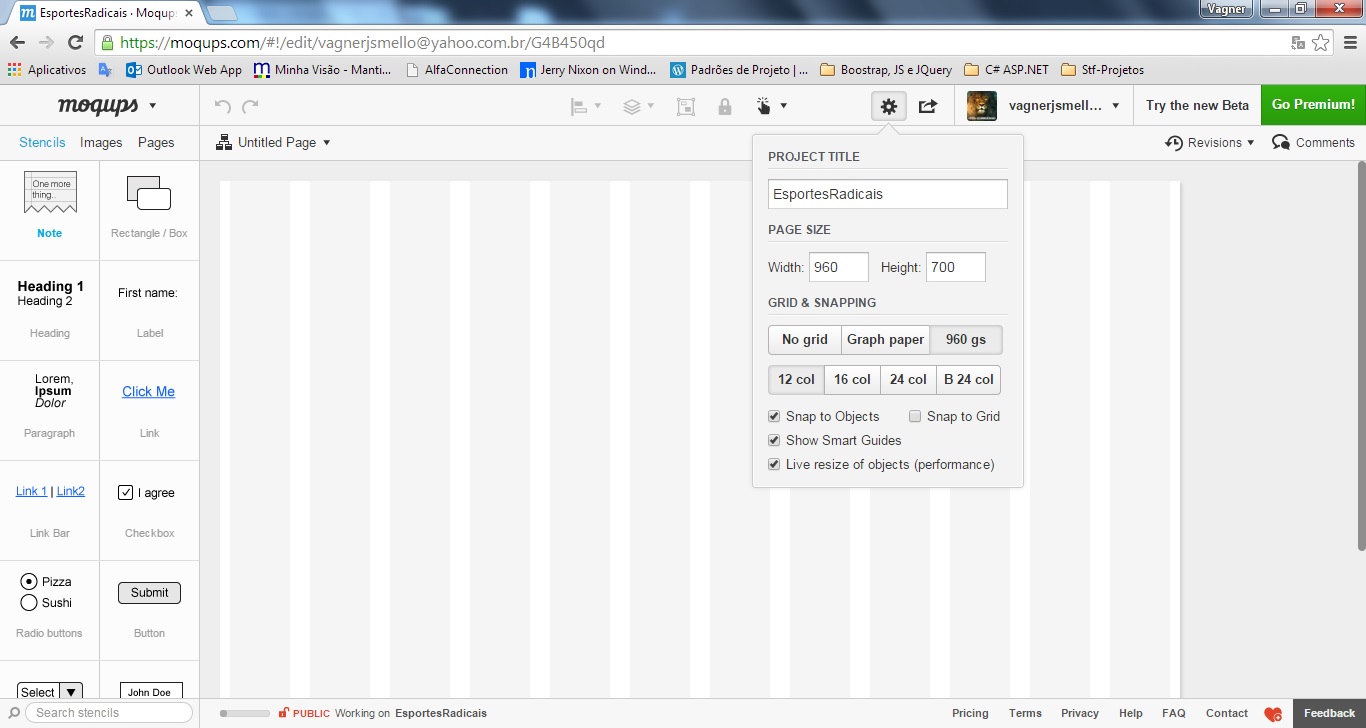 EsportesRadicais · Moqups
Vagner
https://moqups.com/#!/edit/vagnerjsmello@yahoo.com.br/G4B450qd
Aplicativos Outlook Web App Minha Visão - Manti... AlfaConnection Jerry Nixon on Wind... Padrões de Projeto | ... Boostrap, JS e JQuery C# ASP.NET Stf-Projetos
moqups
vagnerjsmell...
Try the new Beta
Go Premium!
Stencils Images Pages
Untitled Page
Revisions
Comments
One more
thing..
Note
Rectangle / Box
Heading 1
Heading 2
Heading
First name:
Label
Lorem,
Ipsum
Dolor
Paragraph
Click Me
Link
Link 1 | Link2
Link Bar
I agree
Checkbox
Pizza
Sushi
Radio buttons
Submit
Button
Select
John Doe
Search stencils
PROJECT TITLE
EsportesRadicais
PAGE SIZE
Width: 960 Height: 700
GRID & SNAPPING
No grid Graph paper 960 gs
12 col 16 col 24 col B 24 col
Snap to Objects Snap to Grid
Show Smart Guides
Live resize of objects (performance)
PUBLIC Working on EsportesRadicais
Pricing Terms Privacy Help FAQ Contact Feedback